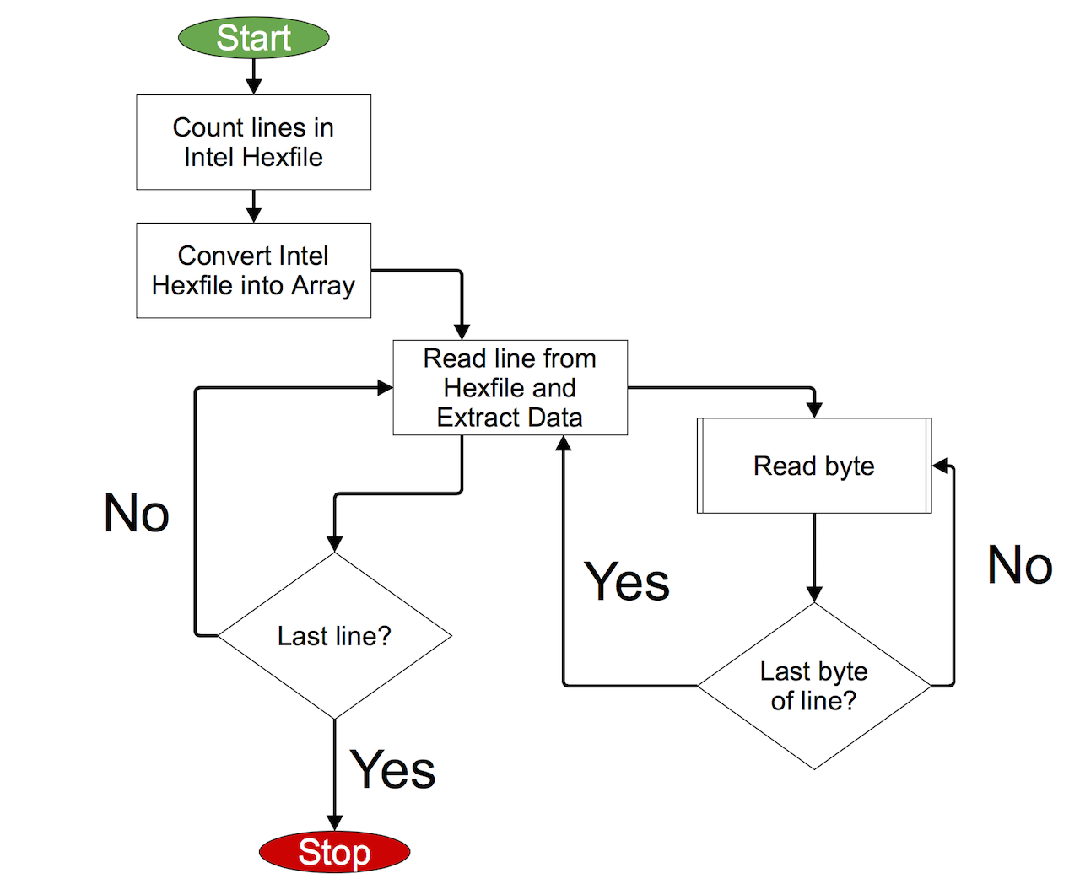 Start
Count lines in
Intel Hexfile
Convert Intel
Hexfile into Array
Read line from
Hexfile and
Extract Data
Read byte
No
Yes
No
Last line?
Last byte
of line?
Yes
Stop